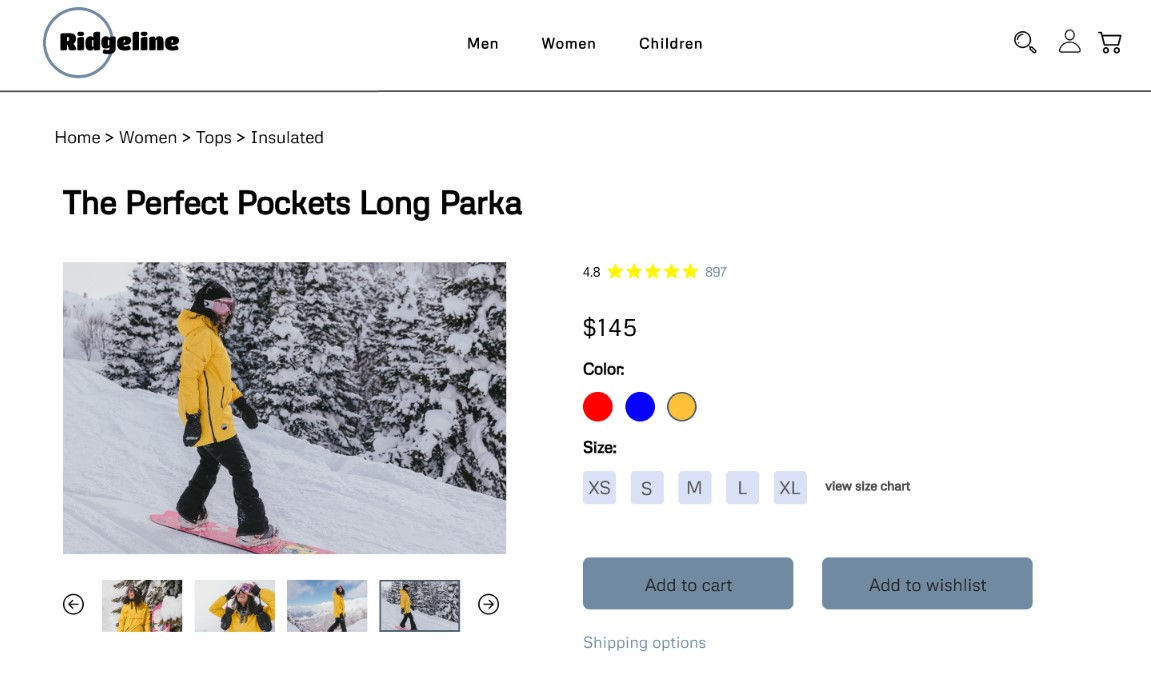 Ridgeline
Men Women Children
Home > Women > Tops > Insulated
The Perfect Pockets Long Parka
4.8 897
$145
Color:
Size:
XS S M L XL view size chart
Add to cart Add to wishlist
Shipping options